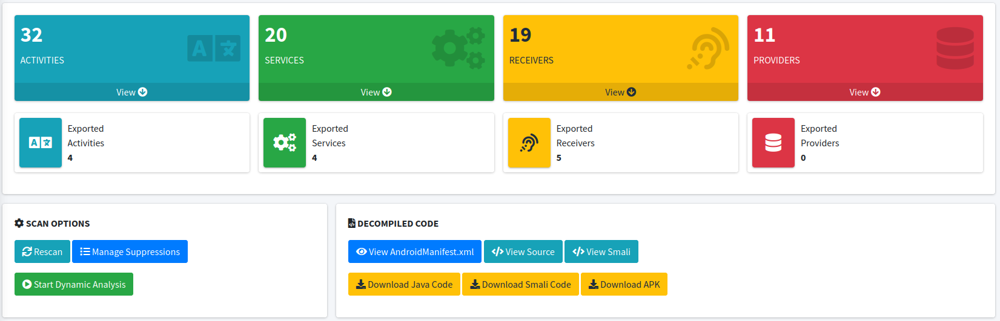 32
ACTIVITIES
View
20
SERVICES
View
19
RECEIVERS
View
11
PROVIDERS
View
Exported
Activities
4
Exported
Services
4
Exported
Receivers
5
Exported
Providers
0
SCAN OPTIONS
Rescan Manage Suppressions
Start Dynamic Analysis
DECOMPILED CODE
View AndroidManifest.xml View Source View Smali
Download Java Code Download Smali Code Download APK